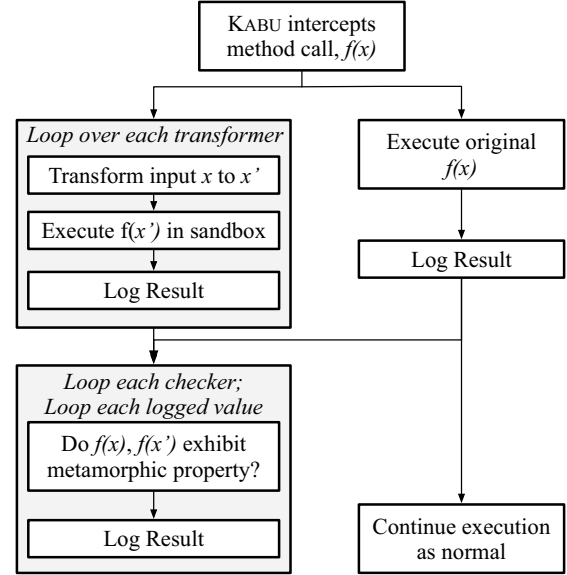 KABU intercepts
method call, f(x)
Loop over each transformer
Transform input x to x’
Execute f(x’) in sandbox
Log Result
Execute original
f(x)
Log Result
Loop each checker;
Loop each logged value
Do f(x), f(x’) exhibit
metamorphic property?
Log Result
Continue execution
as normal